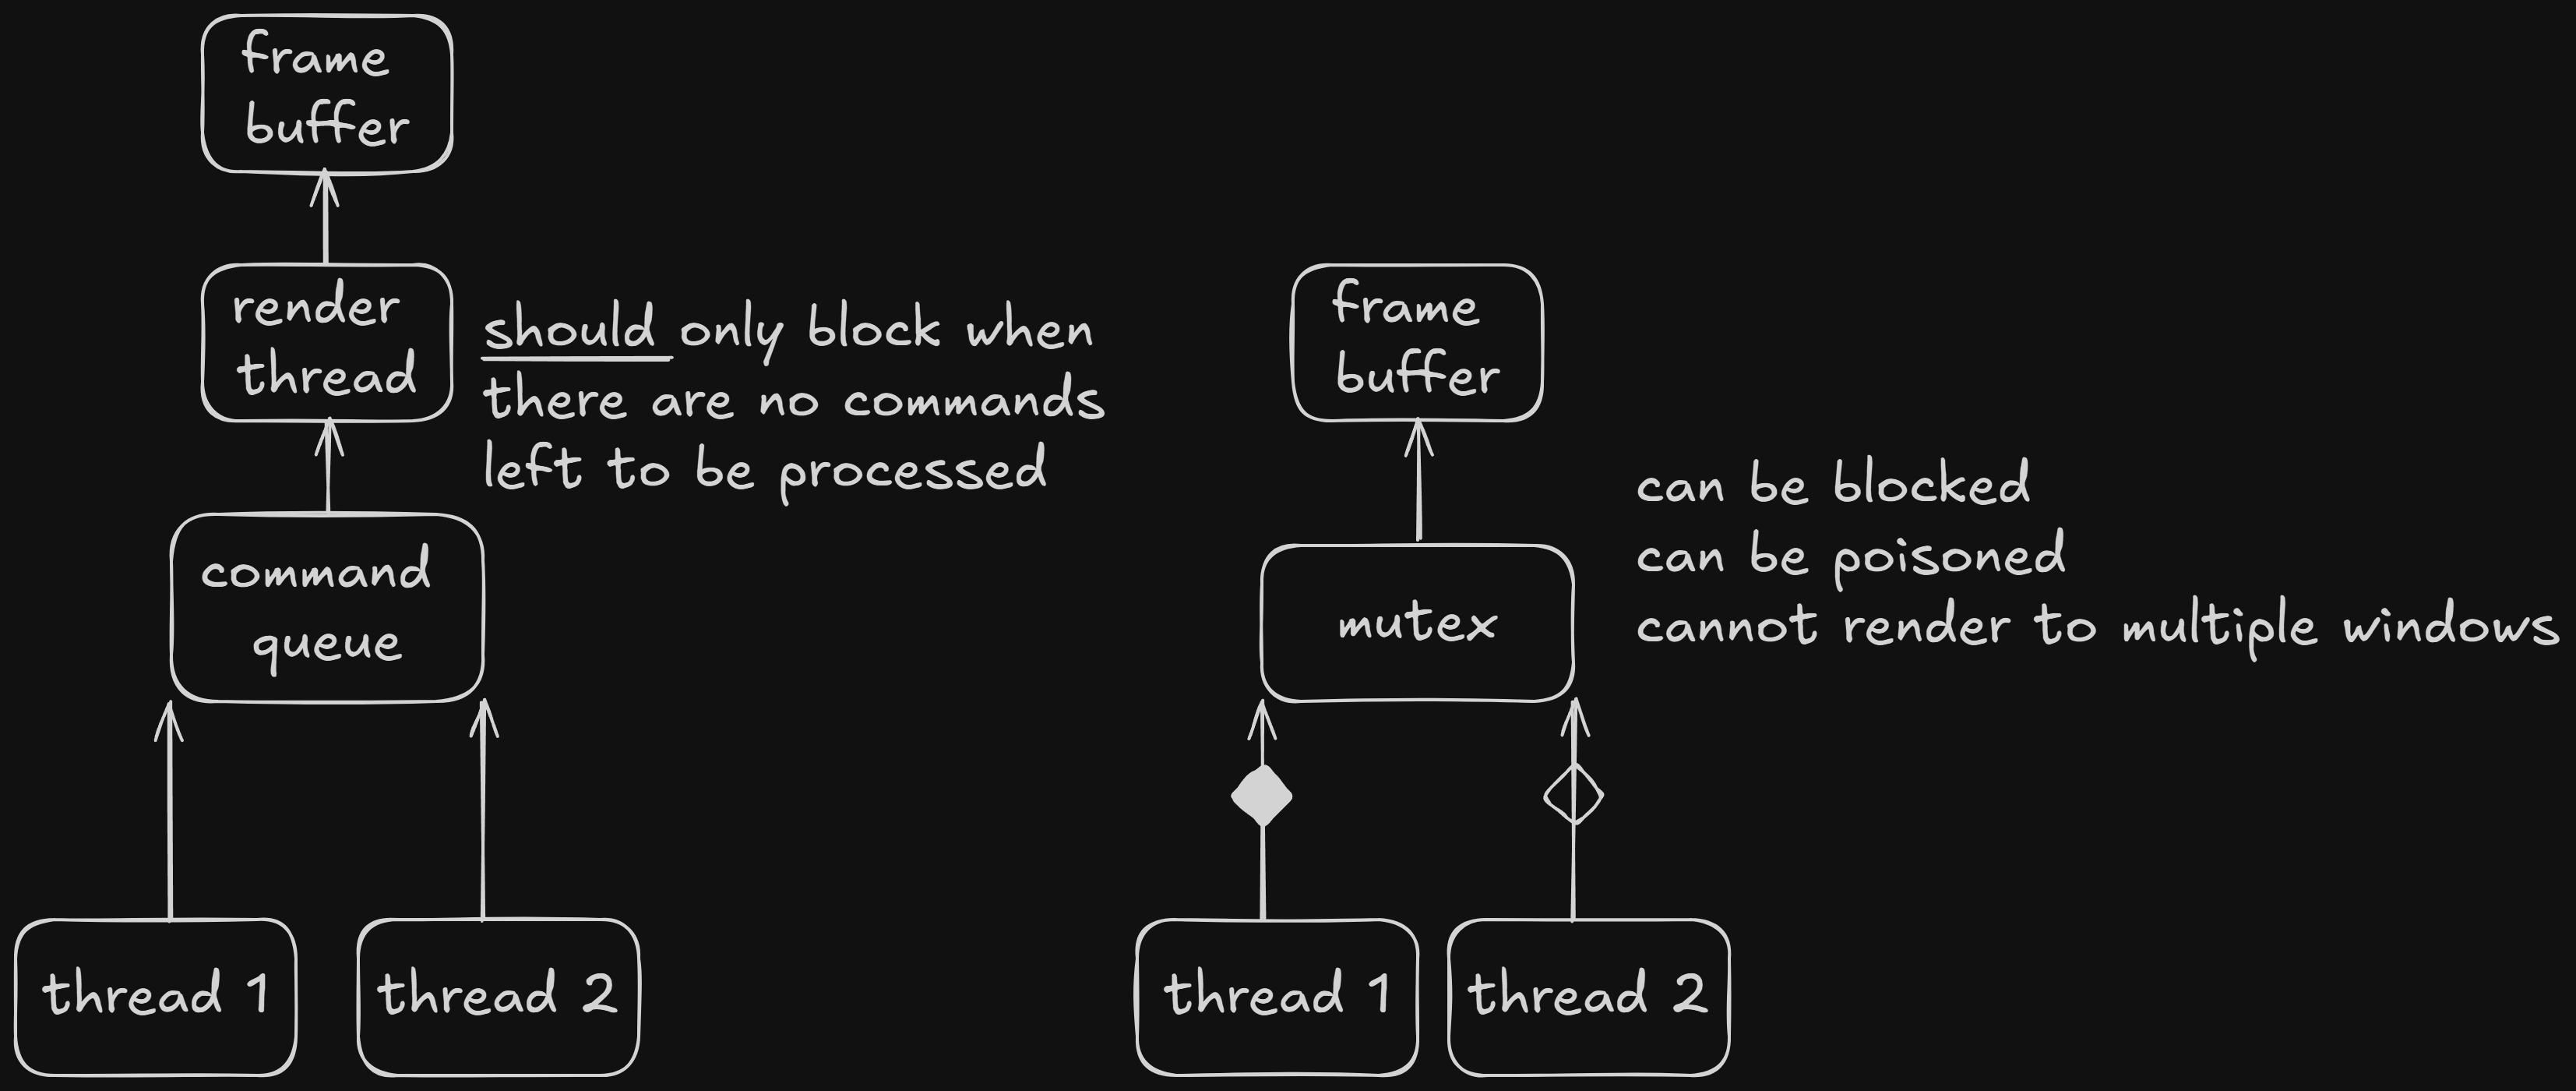 frame
buffer
render
thread
should only block when
there are no commands
left to be processed
command
queue
thread 1
thread 2
frame
buffer
mutex
can be blocked
can be poisoned
cannot render to multiple windows
thread 1
thread 2